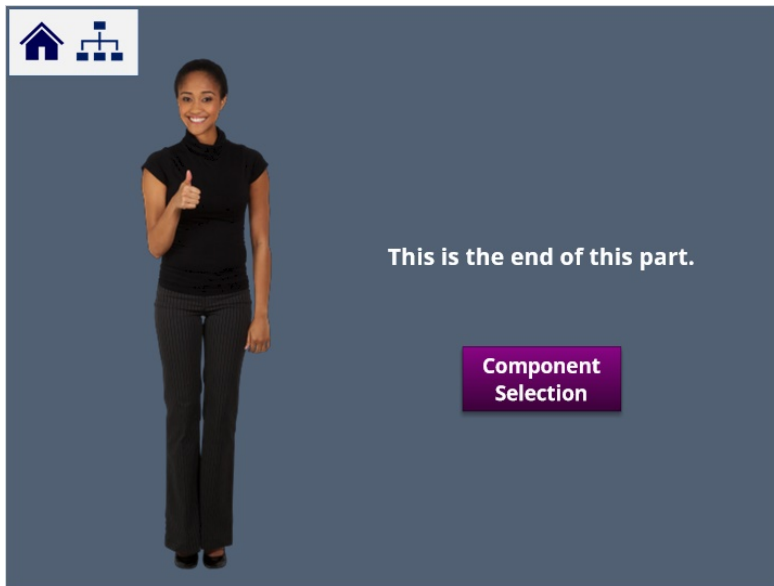 This is the end of this part.
Component
Selection